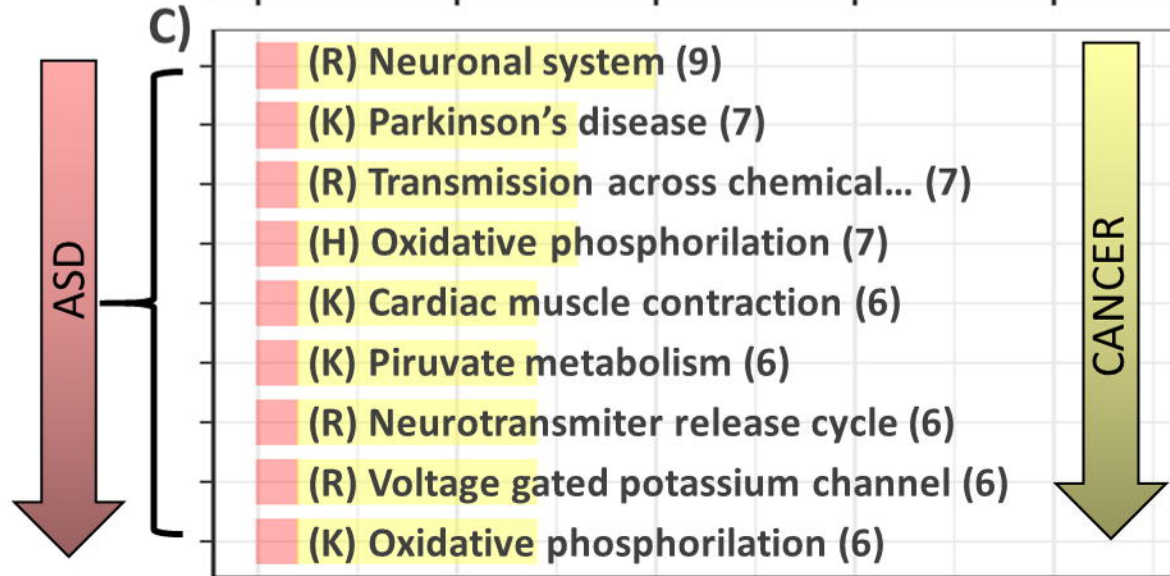 C)
(R) Neuronal system (9)
(K) Parkinson’s disease (7)
(R) Transmission across chemical... (7)
(H) Oxidative phosphorilation (7)
(K) Cardiac muscle contraction (6)
(K) Piruvate metabolism (6)
(R) Neurotransmiter release cycle (6)
(R) Voltage gated potassium channel (6)
(K) Oxidative phosphorilation (6)
ASD
CANCER